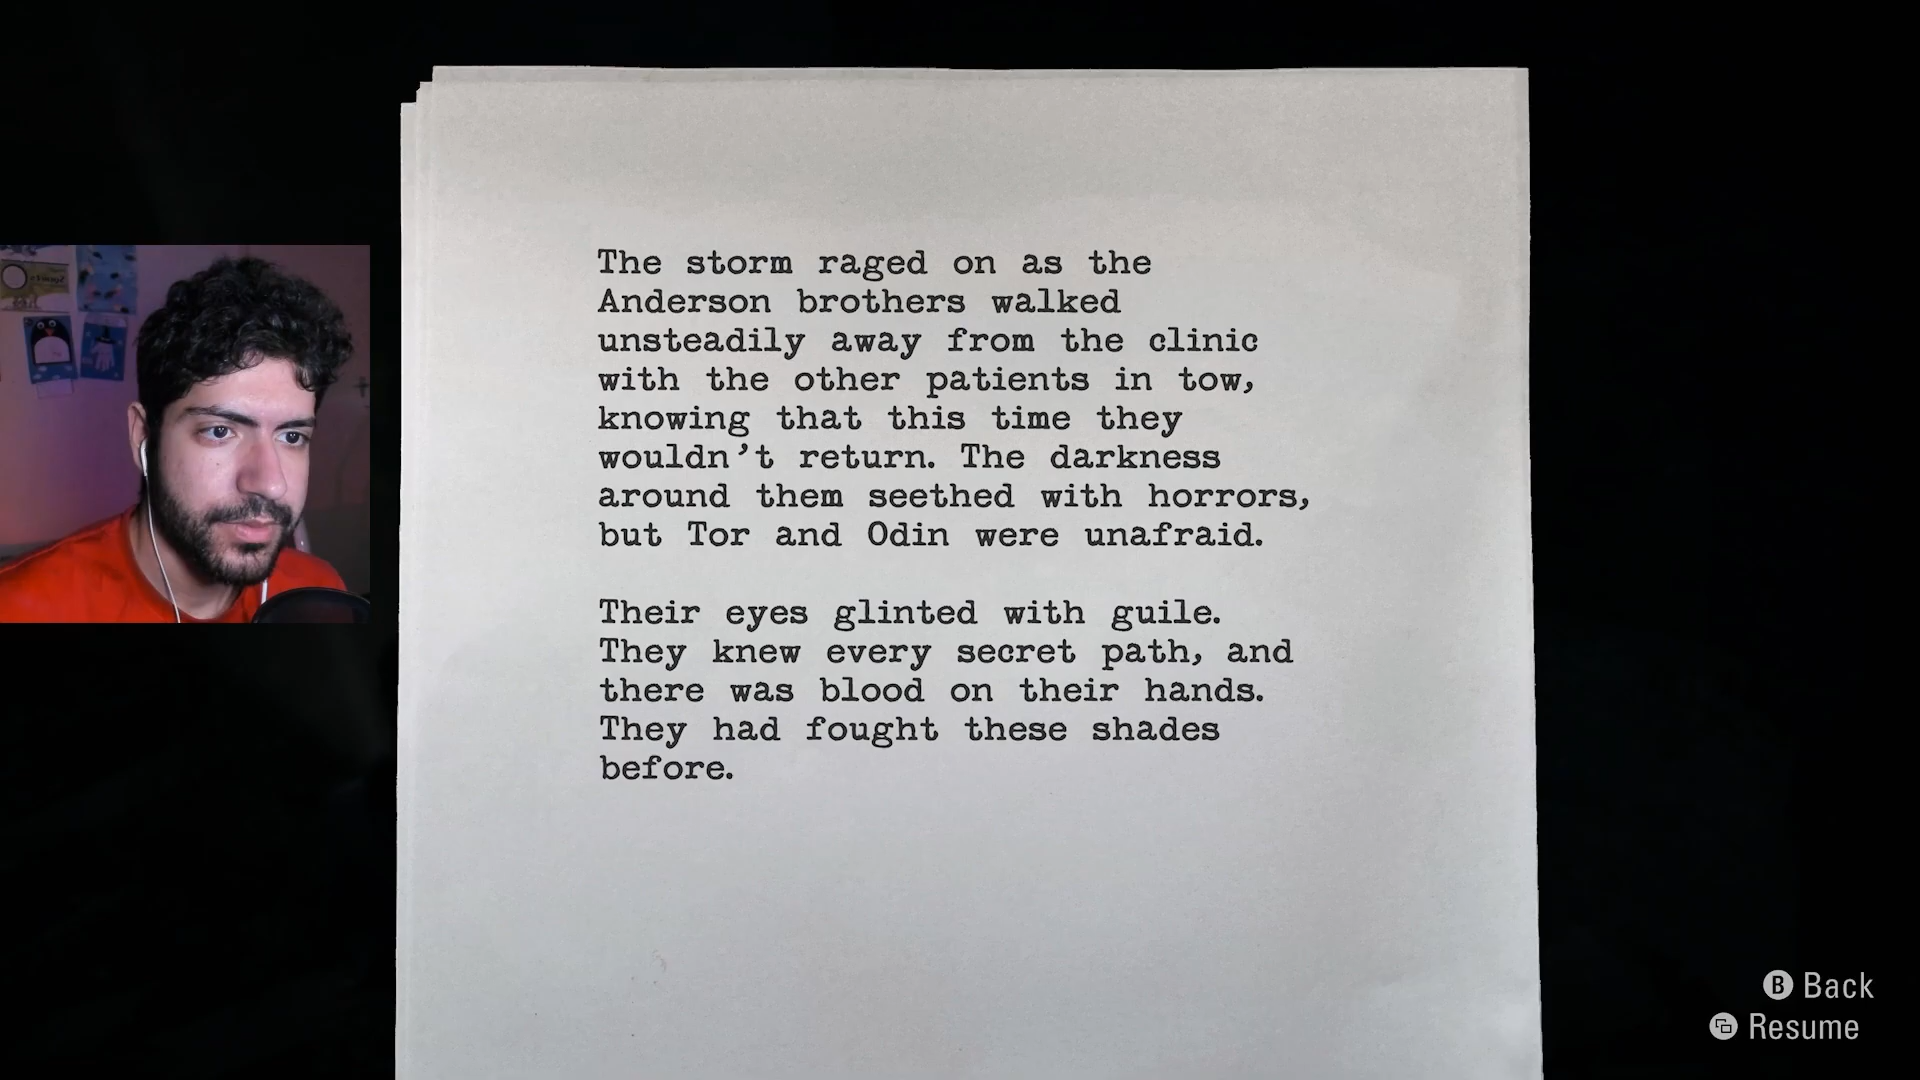 The storm raged on as the
Anderson brothers walked
unsteadily away from the clinic
with the other patients in tow,
knowing that this time they
wouldn't return. The darkness
around them seethed with horrors,
but Tor and Odin were unafraid.
Their eyes glinted with guile.
They knew every secret path, and
there was blood on their hands.
They had fought these shades
before.
B Back
Resume